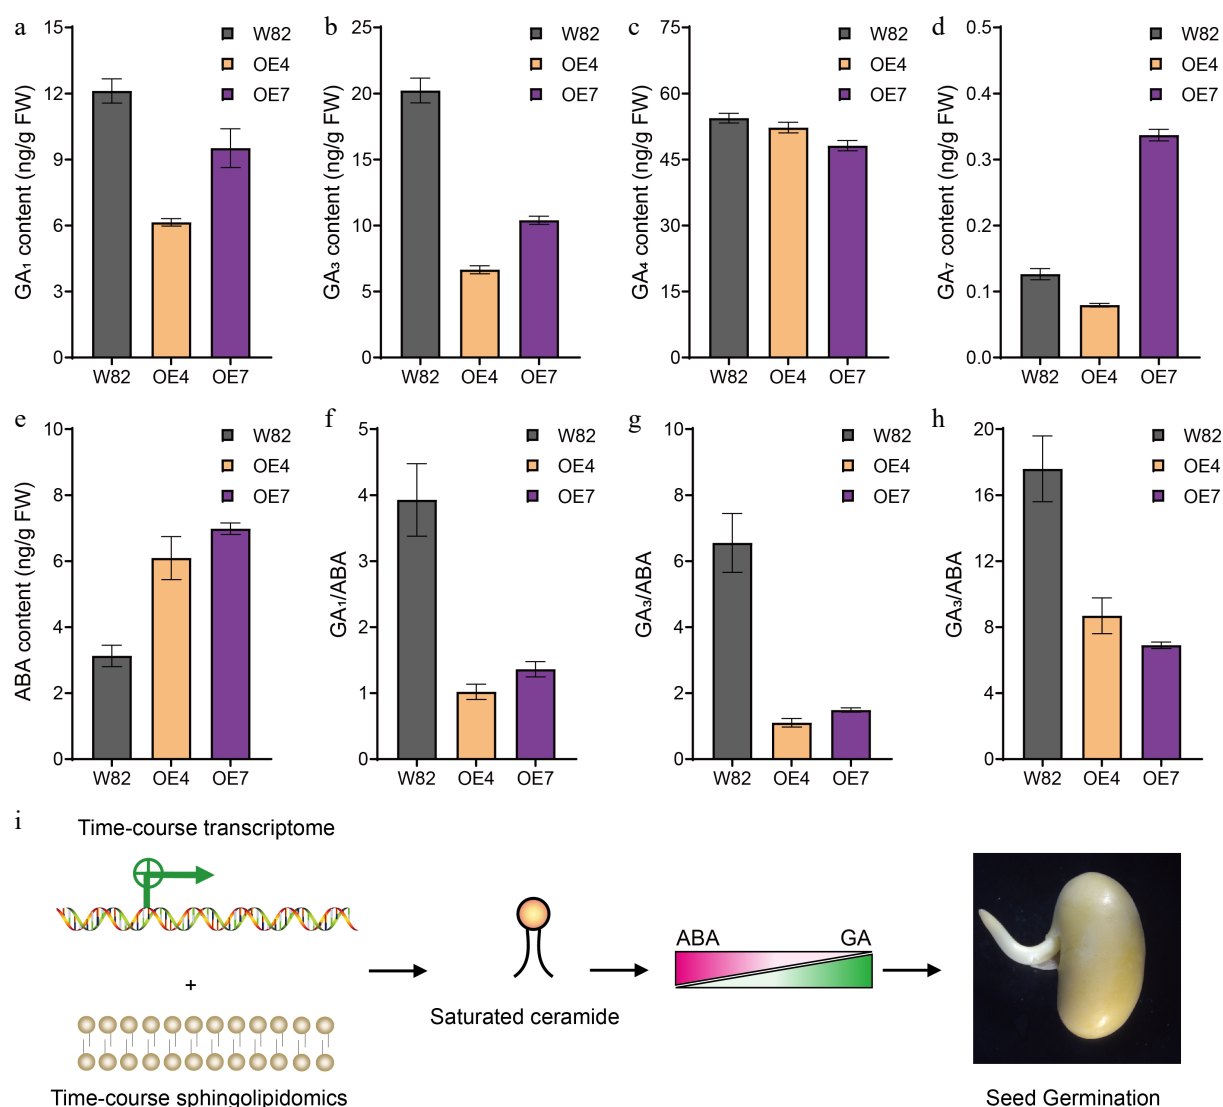 a
15
12
9
6
3
0
GA₁ content (ng/g FW)
W82
OE4
OE7
W82 OE4 OE7
b
25
20
15
10
5
0
GA₃ content (ng/g FW)
W82
OE4
OE7
W82 OE4 OE7
c
75
60
45
30
15
0
GA₄ content (ng/g FW)
W82
OE4
OE7
W82 OE4 OE7
d
0.5
0.4
0.3
0.2
0.1
0.0
GA₇ content (ng/g FW)
W82
OE4
OE7
W82 OE4 OE7
e
10
8
6
4
2
0
ABA content (ng/g FW)
W82
OE4
OE7
W82 OE4 OE7
f
5
4
3
2
1
0
GA₁/ABA
W82
OE4
OE7
W82 OE4 OE7
g
10
8
6
4
2
0
GA₃/ABA
W82
OE4
OE7
W82 OE4 OE7
h
20
16
12
8
4
0
GA₃/ABA
W82
OE4
OE7
W82 OE4 OE7
i
Time-course transcriptome
+
Time-course sphingolipidomics
Saturated ceramide
ABA GA
Seed Germination